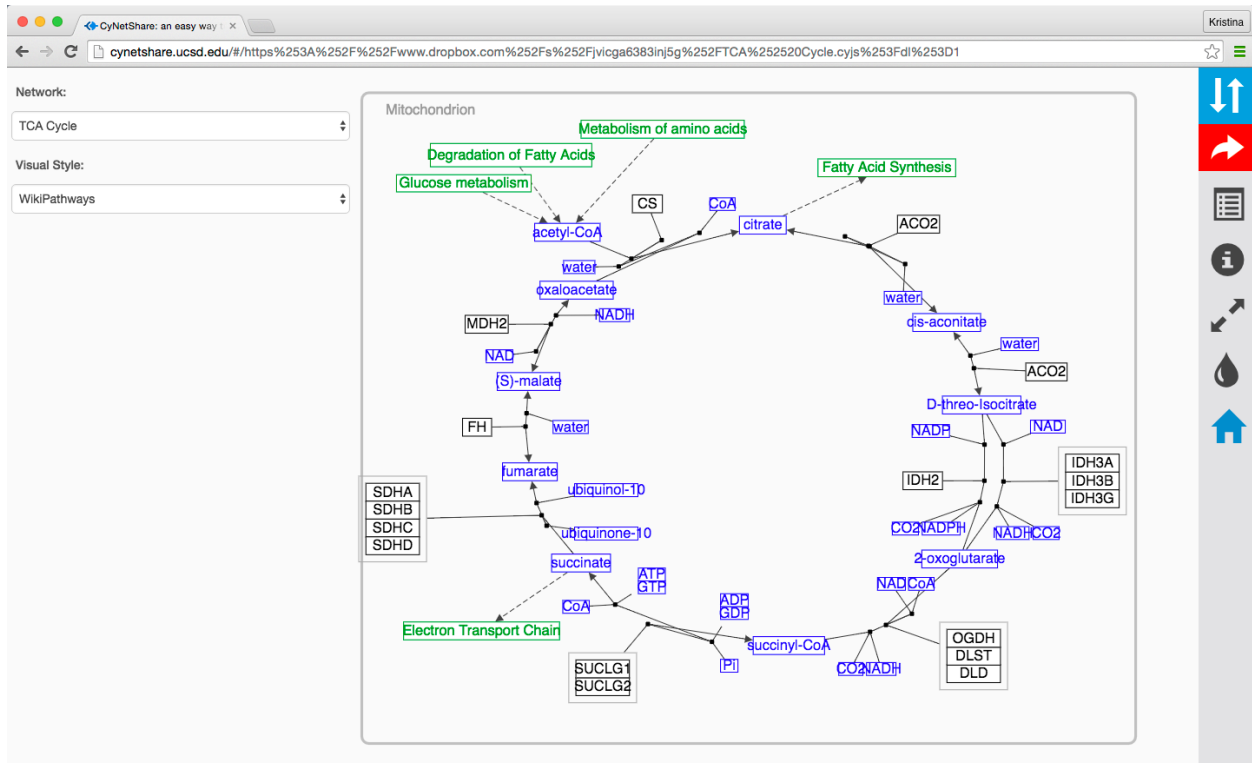 CyNetShare: an easy way t
Kristina
cynetshare.ucsd.edu/#/https%253A%252F%252Fwww.dropbox.com%252Fs%252Fjvicga6383inj5g%252FTCA%252520Cycle.cyjs%253Fdl%253D1
Network:
TCA Cycle
Visual Style:
WikiPathways
Mitochondrion
Metabolism of amino acids
Degradation of Fatty Acids
Fatty Acid Synthesis
Glucose metabolism
CS
CoA
citrate
ACO2
acetyl-CoA
water
oxaloacetate
water
NADH
MDH2
cis-aconitate
water
NAD
ACO2
(S)-malate
D-threo-Isocitrate
FH
water
NADP
NAD
fumarate
IDH2
IDH3A
IDH3B
IDH3G
SDHA
SDHB
SDHC
SDHD
ubiquinol-10
CO2
NADPH
NADH
CO2
ubiquinone-10
succinate
2-oxoglutarate
ATP
GTP
NAD
CoA
CoA
ADP
GDP
Electron Transport Chain
succinyl-CoA
OGDH
DLST
DLD
SUCLG1
SUCLG2
Pi
CO2
NADH